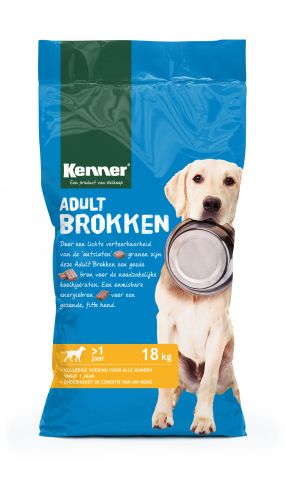 Kenner®
Een product van Welkoop
ADULT
BROKKEN
Door een lichte verteerbaarheid
van de 'ontsloten' granen zijn
deze Adult Brokken een goede
bron voor de noodzakelijke
koolhydraten. Een onmisbare
energiebron voor een
gezonde, fitte hond.
>1
jaar
18 kg
• VOLLEDIGE VOEDING VOOR ALLE HONDEN
VANAF 1 JAAR
• ONDERHOUDT DE CONDITIE VAN UW HOND